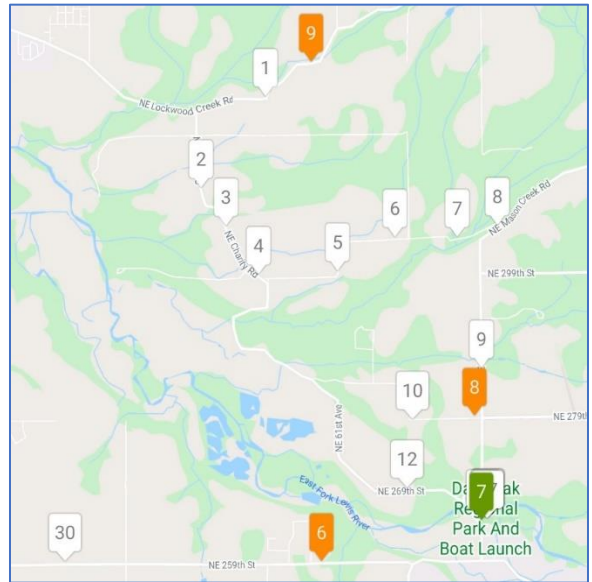 9
1
NE Lockwood Creek Rd
2
3
8
6
7
NE Mason Creek Rd
5
4
NE Charity Rd
NE 299th St
9
8
10
NE 279th
NE 61st Ave
12
NE 269th St
7
Park And
Boat Launch
East Fork Lewis River
30
6
NE 259th St